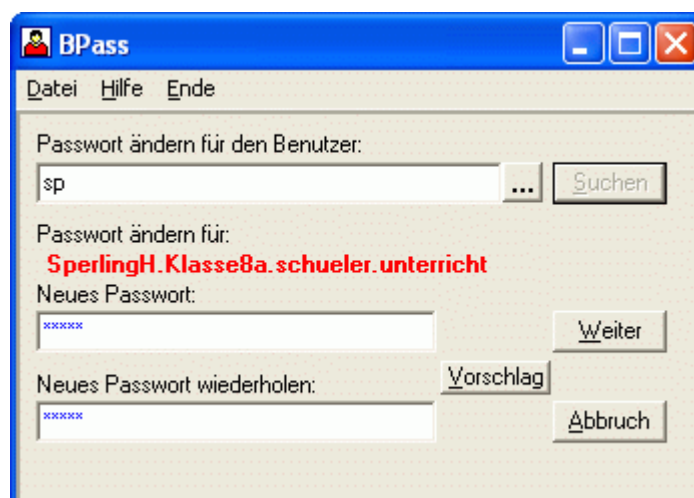 BPass
Datei Hilfe Ende
Passwort ändern für den Benutzer:
sp ... Suchen
Passwort ändern für:
SperlingH.Klasse8a.schueler.unterricht
Neues Passwort:
***** Weiter
Vorschlag
Neues Passwort wiederholen:
***** Abbruch